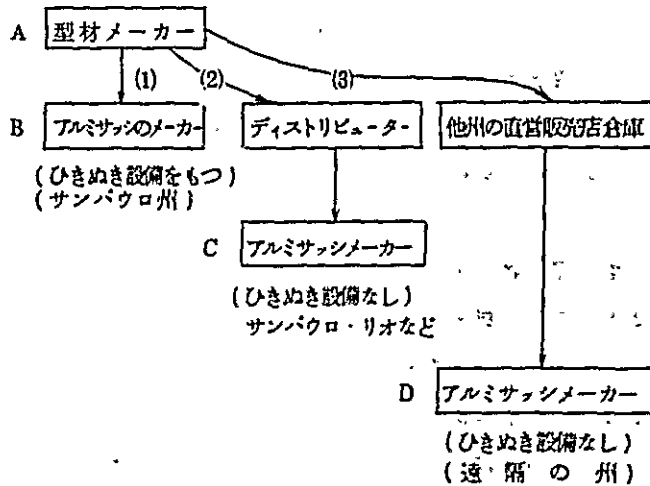 A 型材メーカー
(1) (2) (3)
B アルミサッシのメーカー ディストリビューター 他州の直営販売店倉庫
(ひきぬき設備をもつ)
(サンパウロ州)
C アルミサッシメーカー
(ひきぬき設備なし)
サンパウロ・リオなど
D アルミサッシメーカー
(ひきぬき設備なし)
(遠隔の州)